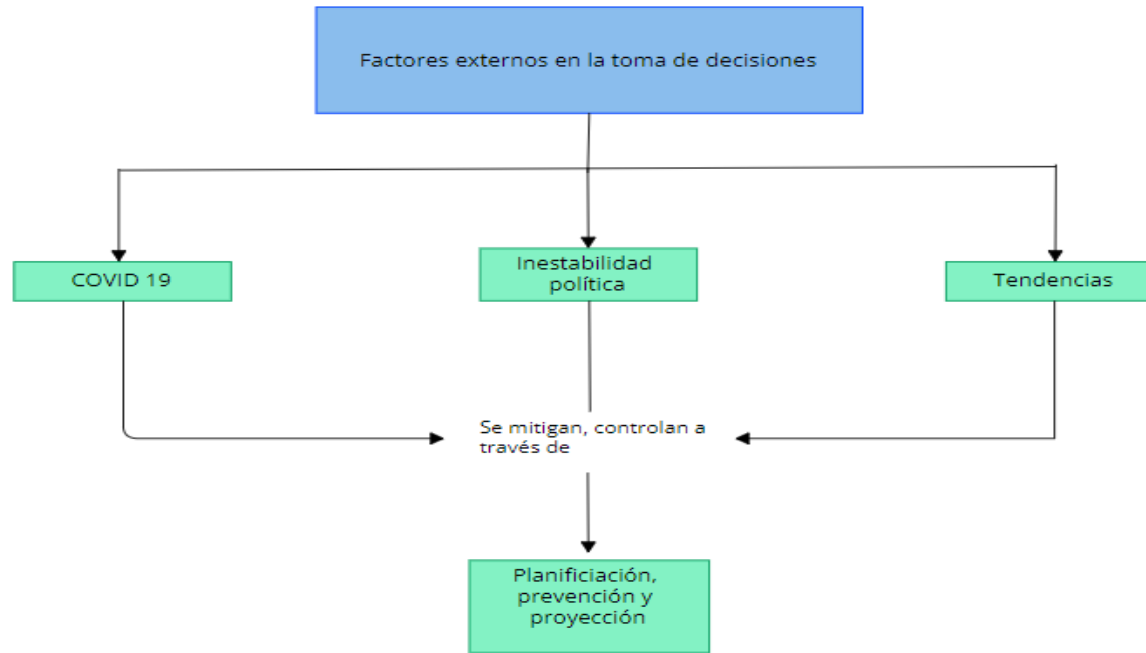 Factores externos en la toma de decisiones
COVID 19
Inestabilidad
política
Tendencias
Se mitigan, controlan a
través de
Planificiación,
prevención y
proyección